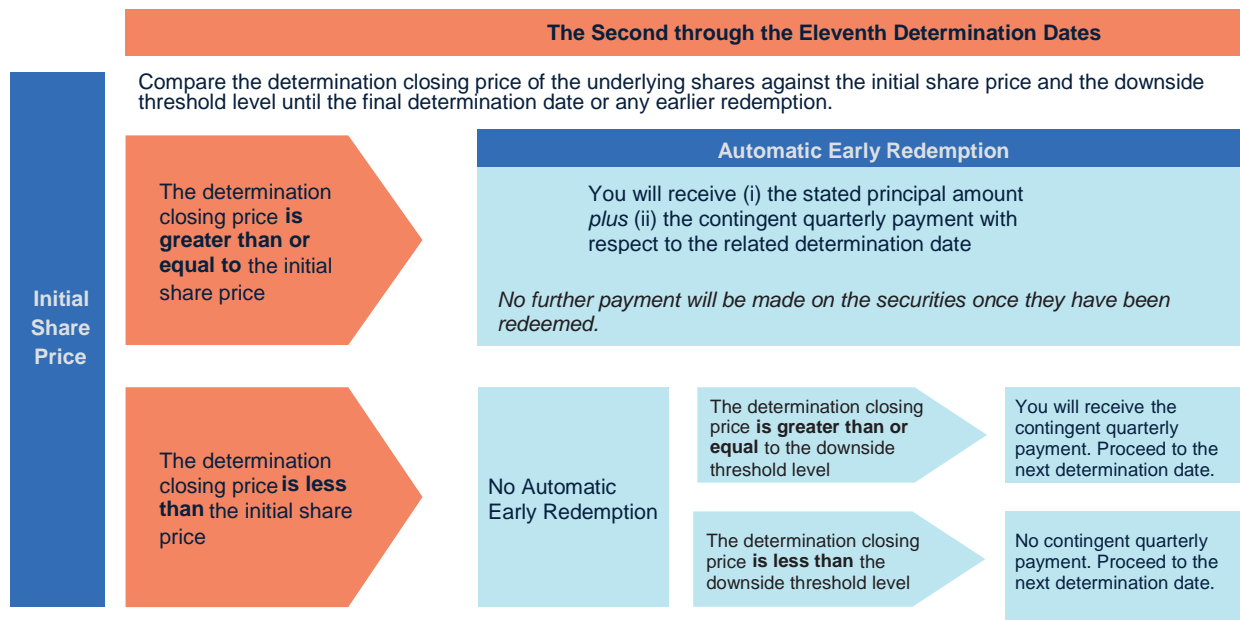 The Second through the Eleventh Determination Dates
Compare the determination closing price of the underlying shares against the initial share price and the downside
threshold level until the final determination date or any earlier redemption.
Initial
Share
Price
The determination
closing price is
greater than or
equal to the initial
share price
Automatic Early Redemption
You will receive (i) the stated principal amount
plus (ii) the contingent quarterly payment with
respect to the related determination date
No further payment will be made on the securities once they have been
redeemed.
The determination
closing price is less
than the initial share
price
No Automatic
Early Redemption
The determination closing
price is greater than or
equal to the downside
threshold level
You will receive the
contingent quarterly
payment. Proceed to the
next determination date.
The determination closing
price is less than the
downside threshold level
No contingent quarterly
payment. Proceed to the
next determination date.